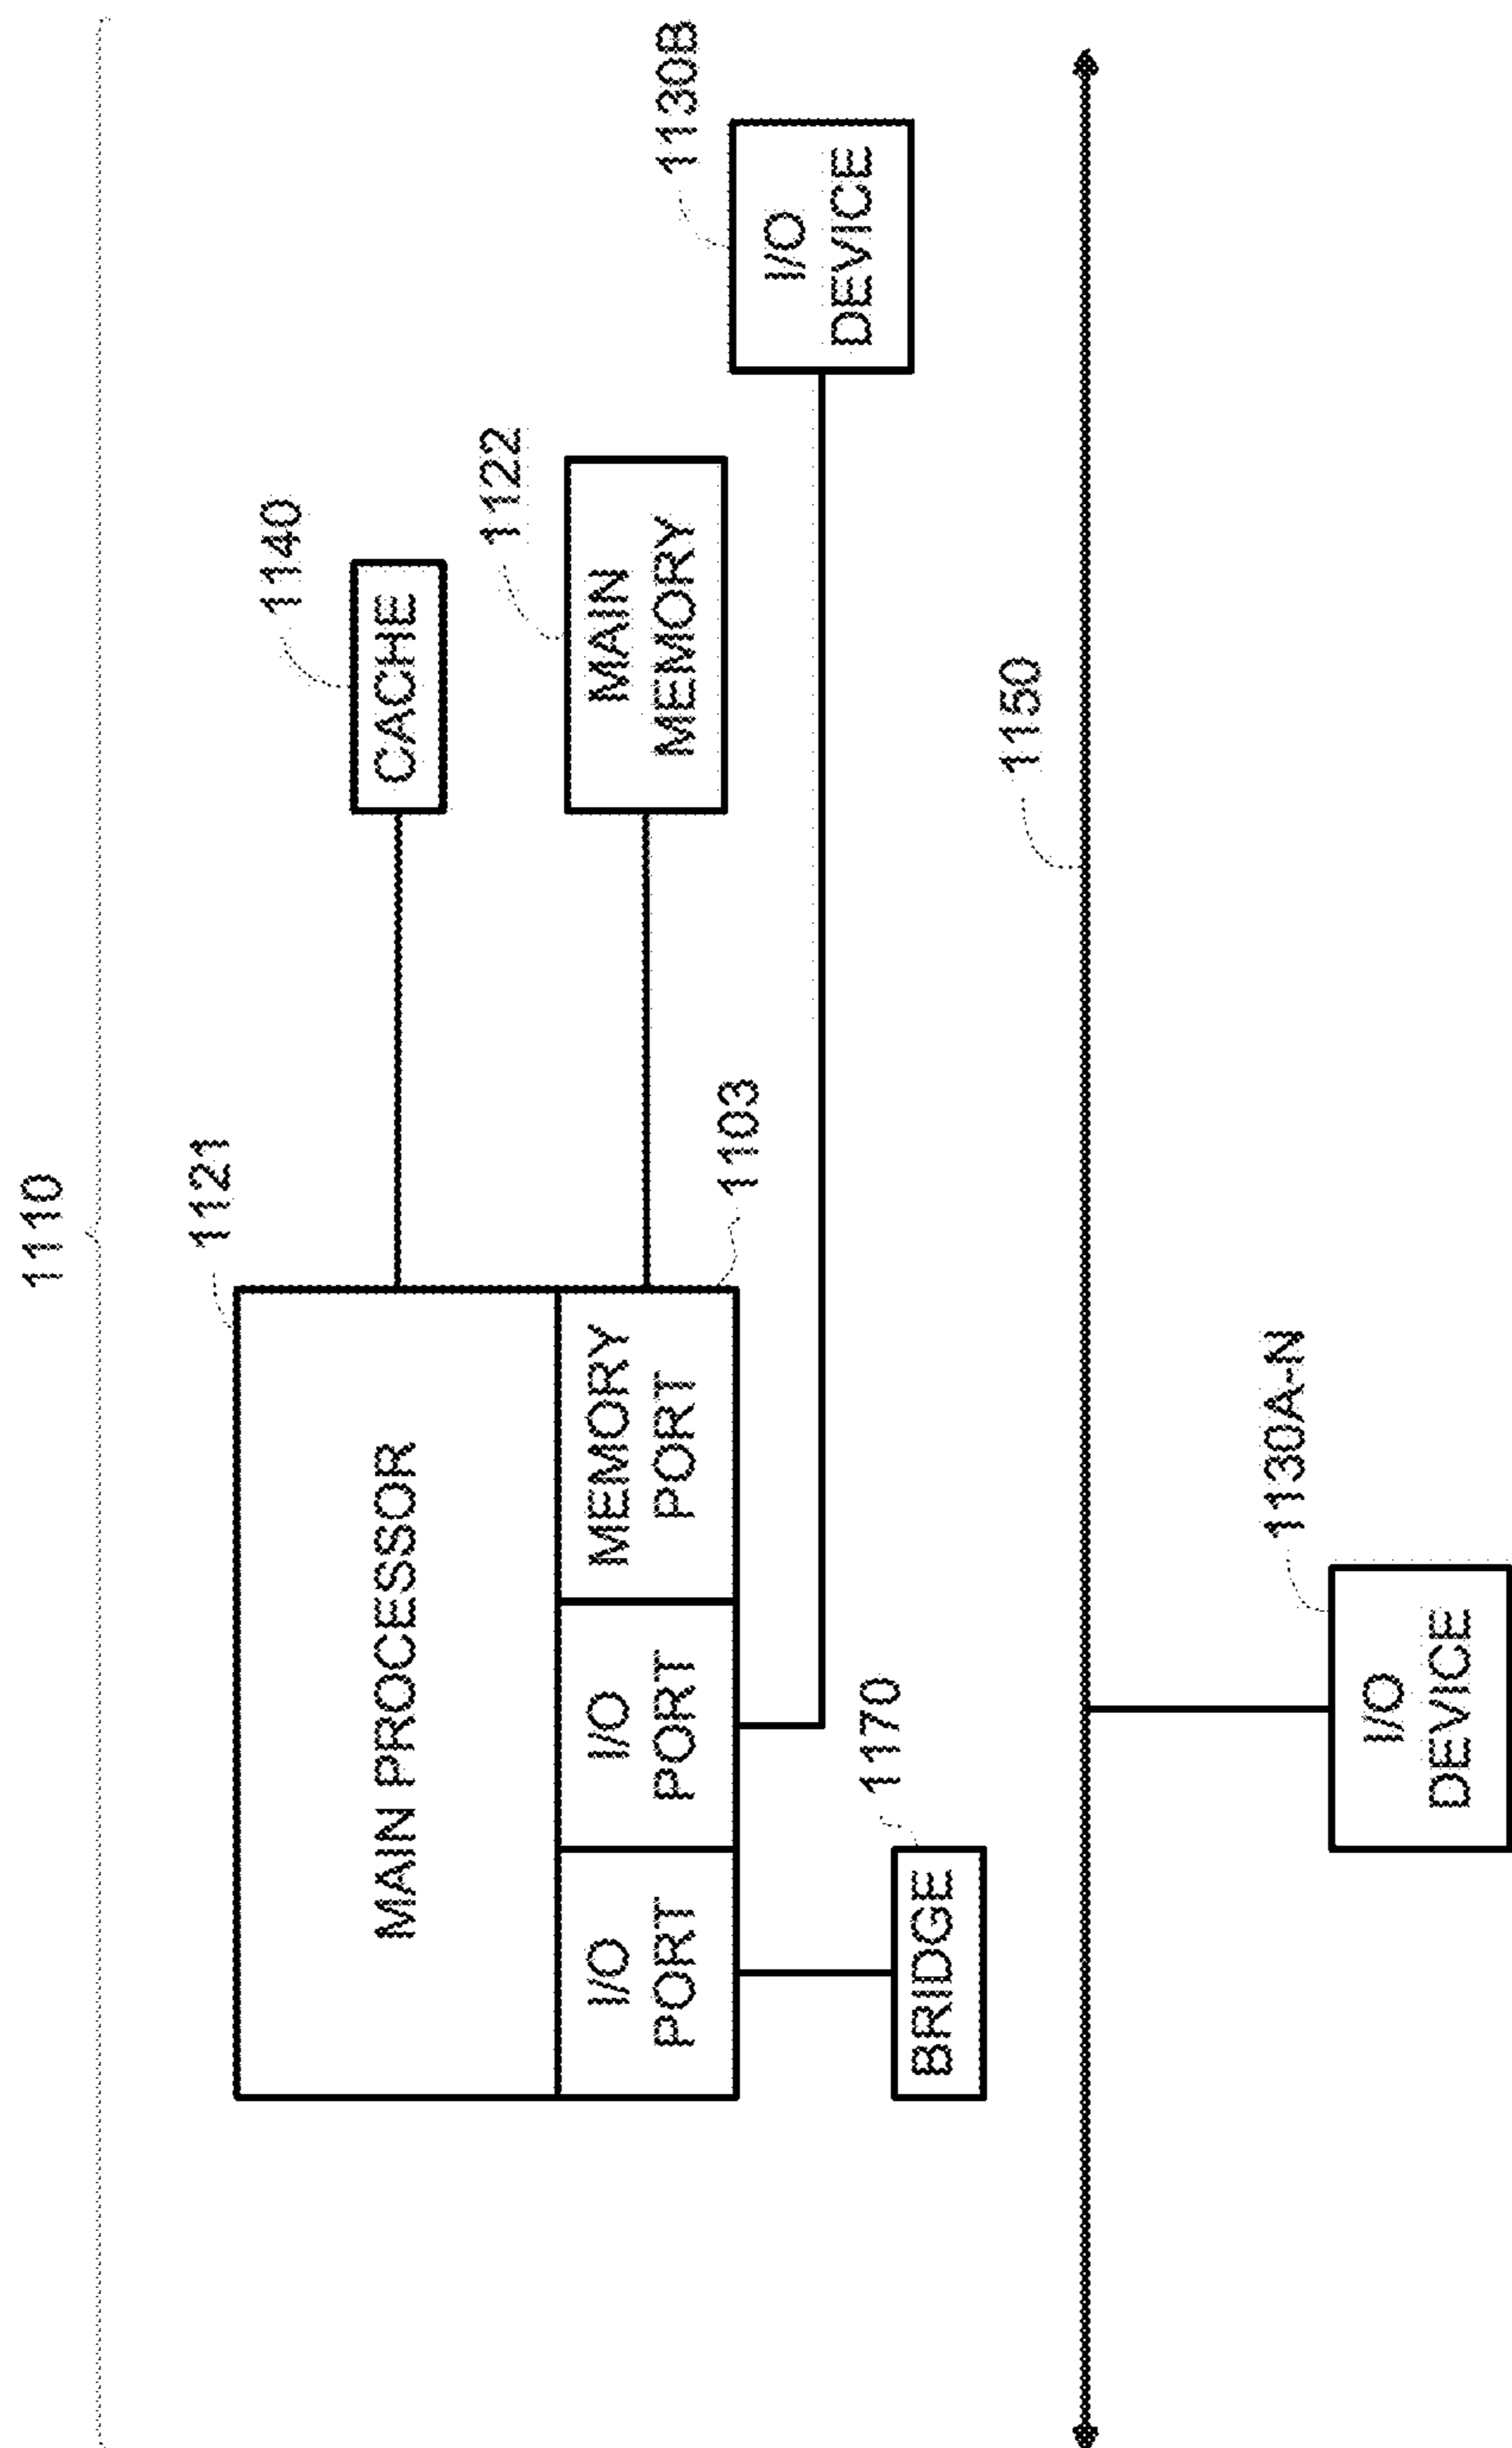 1110
1121
MAIN PROCESSOR
I/O
PORT
I/O
PORT
MEMORY
PORT
1103
1140
CACHE
1122
MAIN
MEMORY
1130B
I/O
DEVICE
1170
BRIDGE
1150
1130A-N
I/O
DEVICE